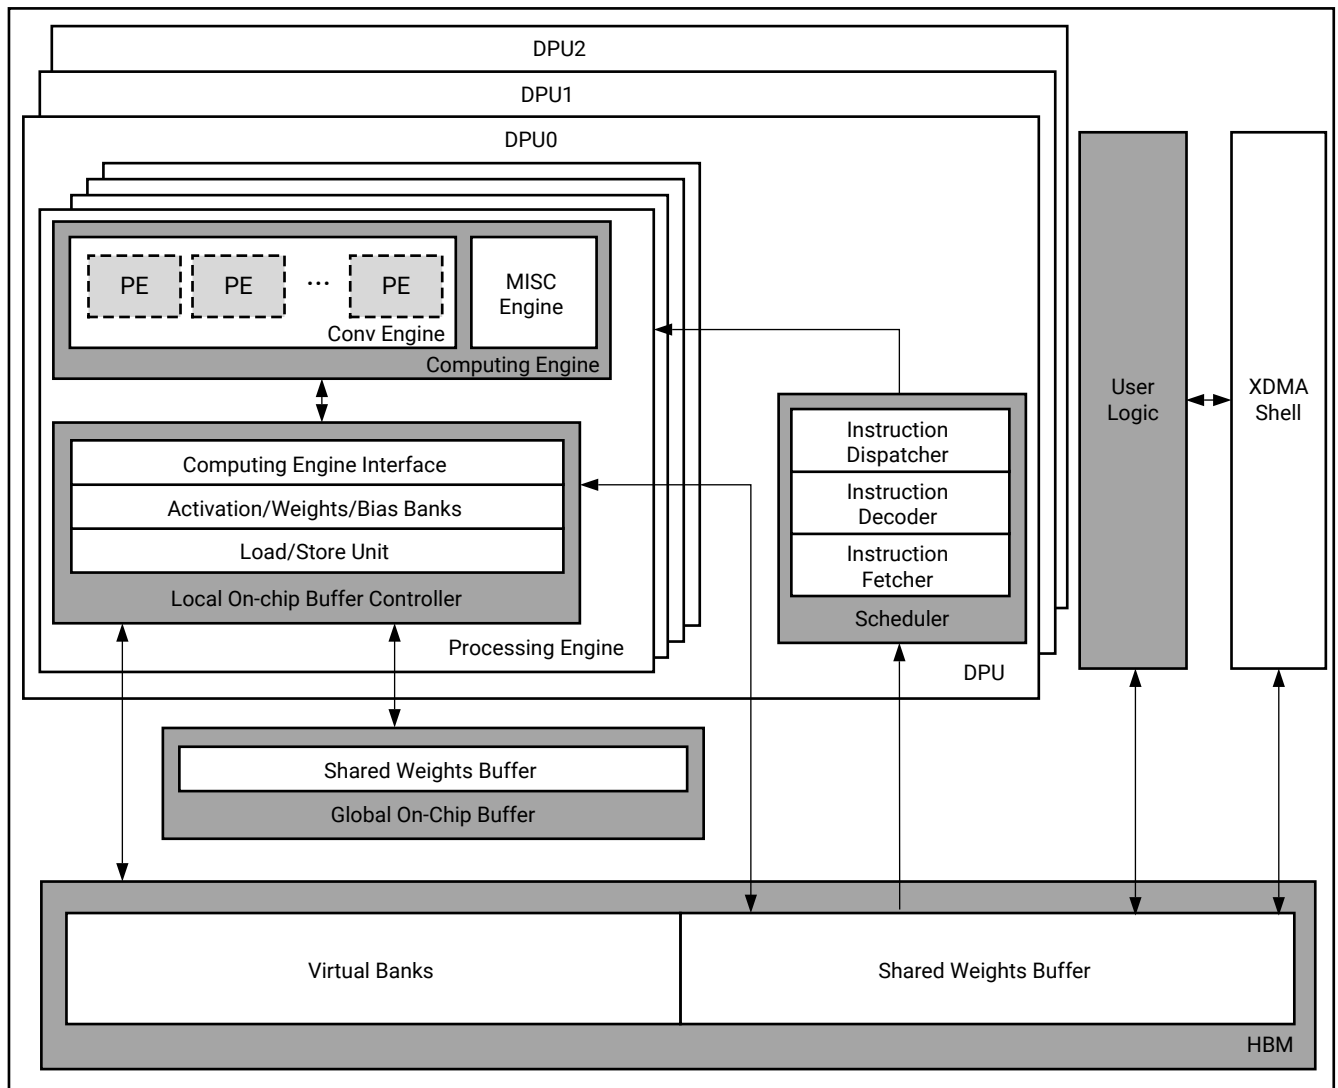 DPU2
DPU1
DPU0
PE
PE
...
PE
Conv Engine
MISC
Engine
Computing Engine
Computing Engine Interface
Activation/Weights/Bias Banks
Load/Store Unit
Local On-chip Buffer Controller
Processing Engine
Instruction
Dispatcher
Instruction
Decoder
Instruction
Fetcher
Scheduler
DPU
User
Logic
XDMA
Shell
Shared Weights Buffer
Global On-Chip Buffer
Virtual Banks
Shared Weights Buffer
HBM